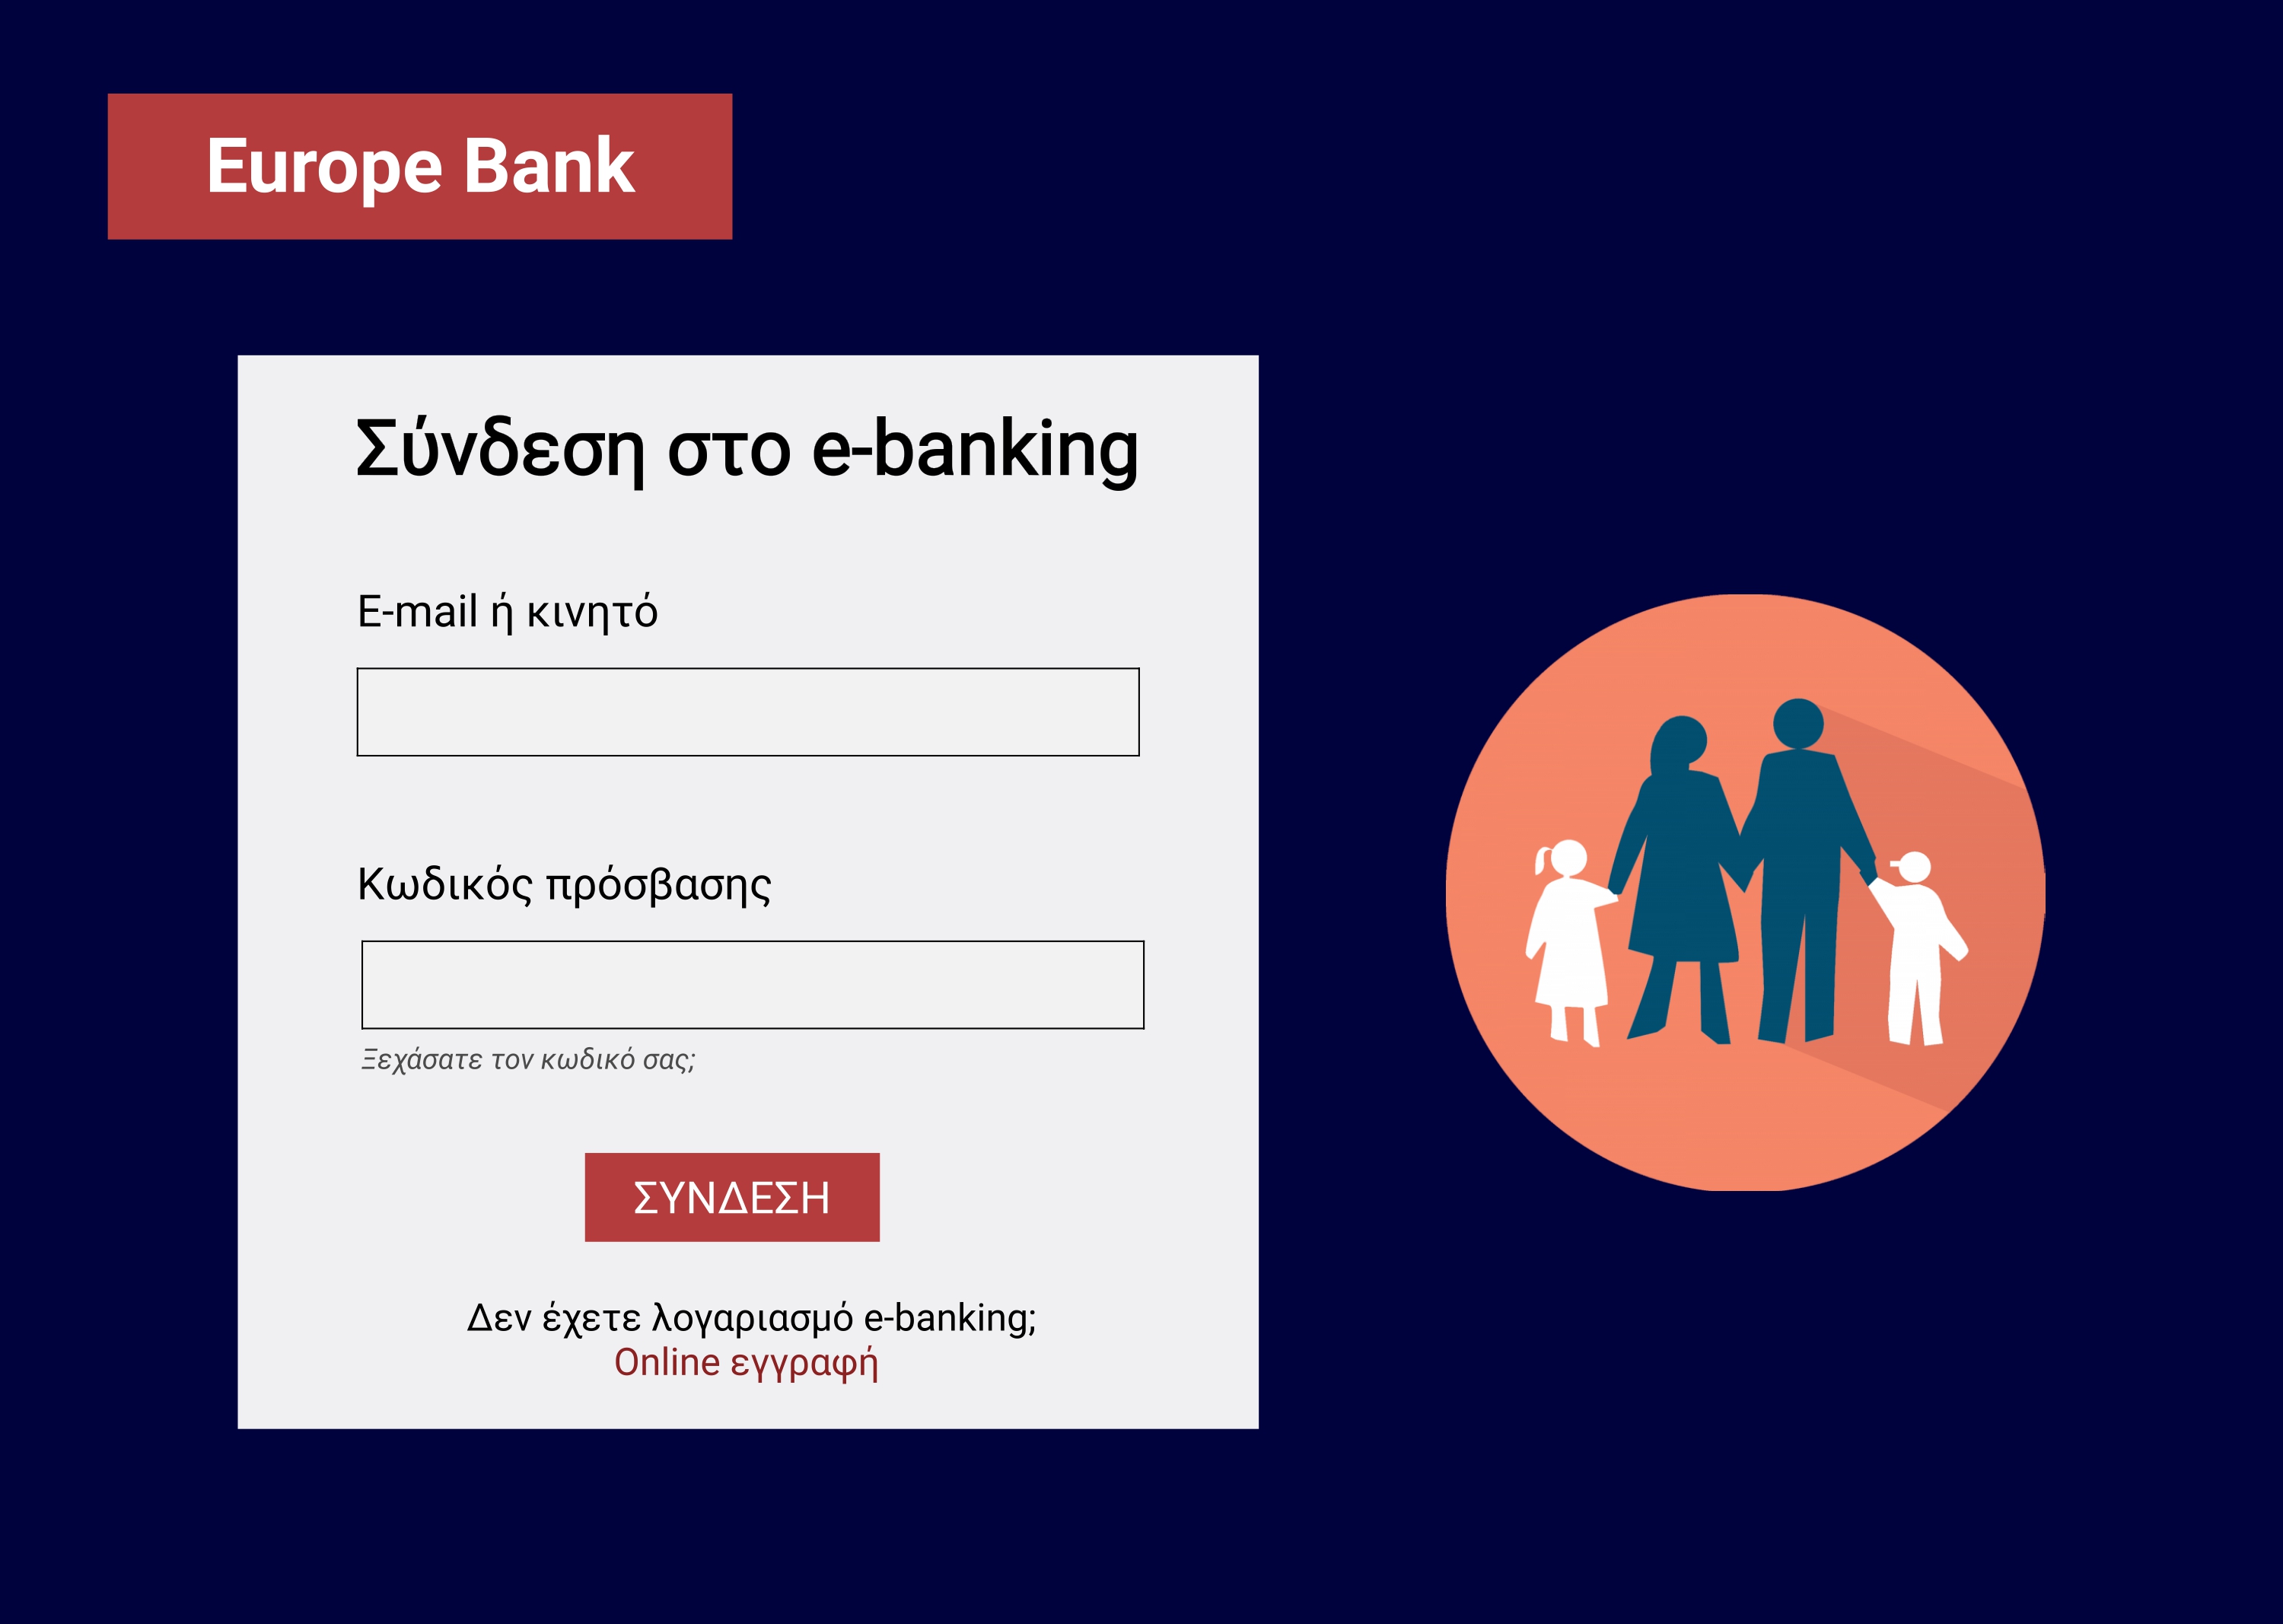 Europe Bank
Σύνδεση στο e-banking
E-mail ή κινητό
Κωδικός πρόσβασης
Ξεχάσατε τον κωδικό σας;
ΣΥΝΔΕΣΗ
Δεν έχετε λογαριασμό e-banking;
Online εγγραφή